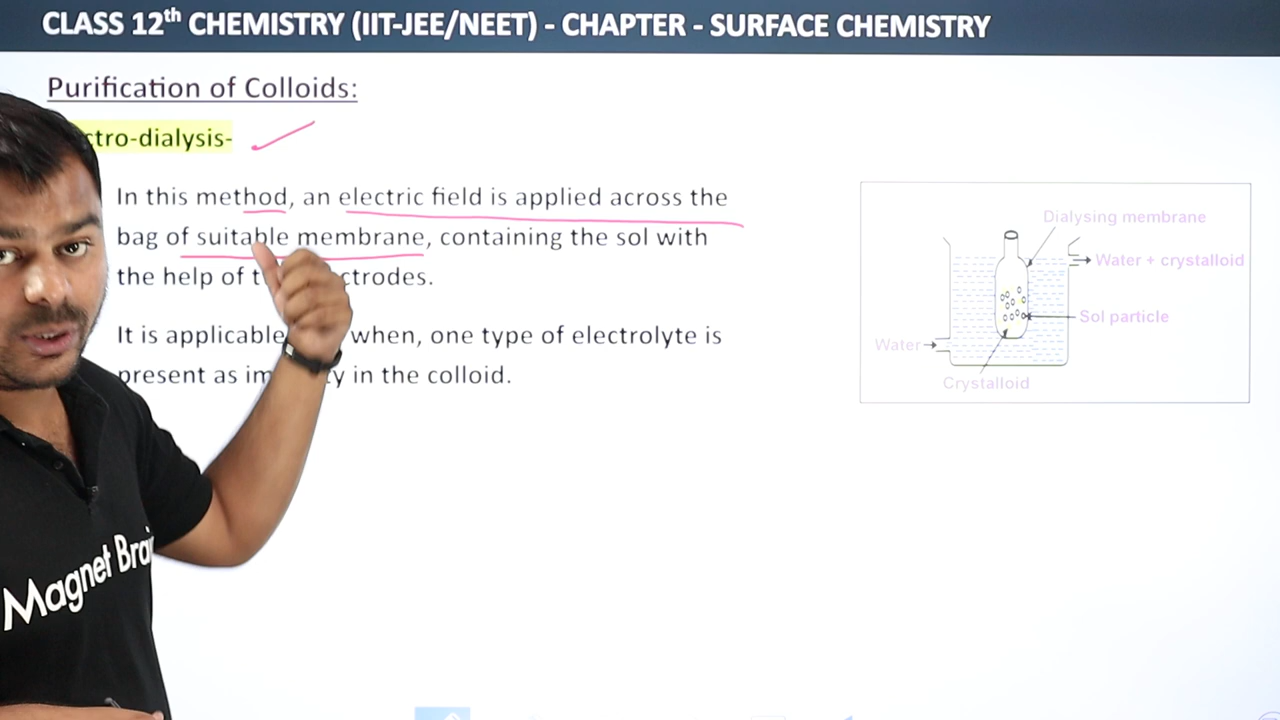 CLASS 12th CHEMISTRY (IIT-JEE/NEET) - CHAPTER - SURFACE CHEMISTRY
Purification of Colloids:
ctro-dialysis-
In this method, an electric field is applied across the
bag of suitable membrane, containing the sol with
the help of t ctrodes.
It is applicable when, one type of electrolyte is
present as im y in the colloid.
Dialysing membrane
Water + crystalloid
Sol particle
Water
Crystalloid
Magnet Brai